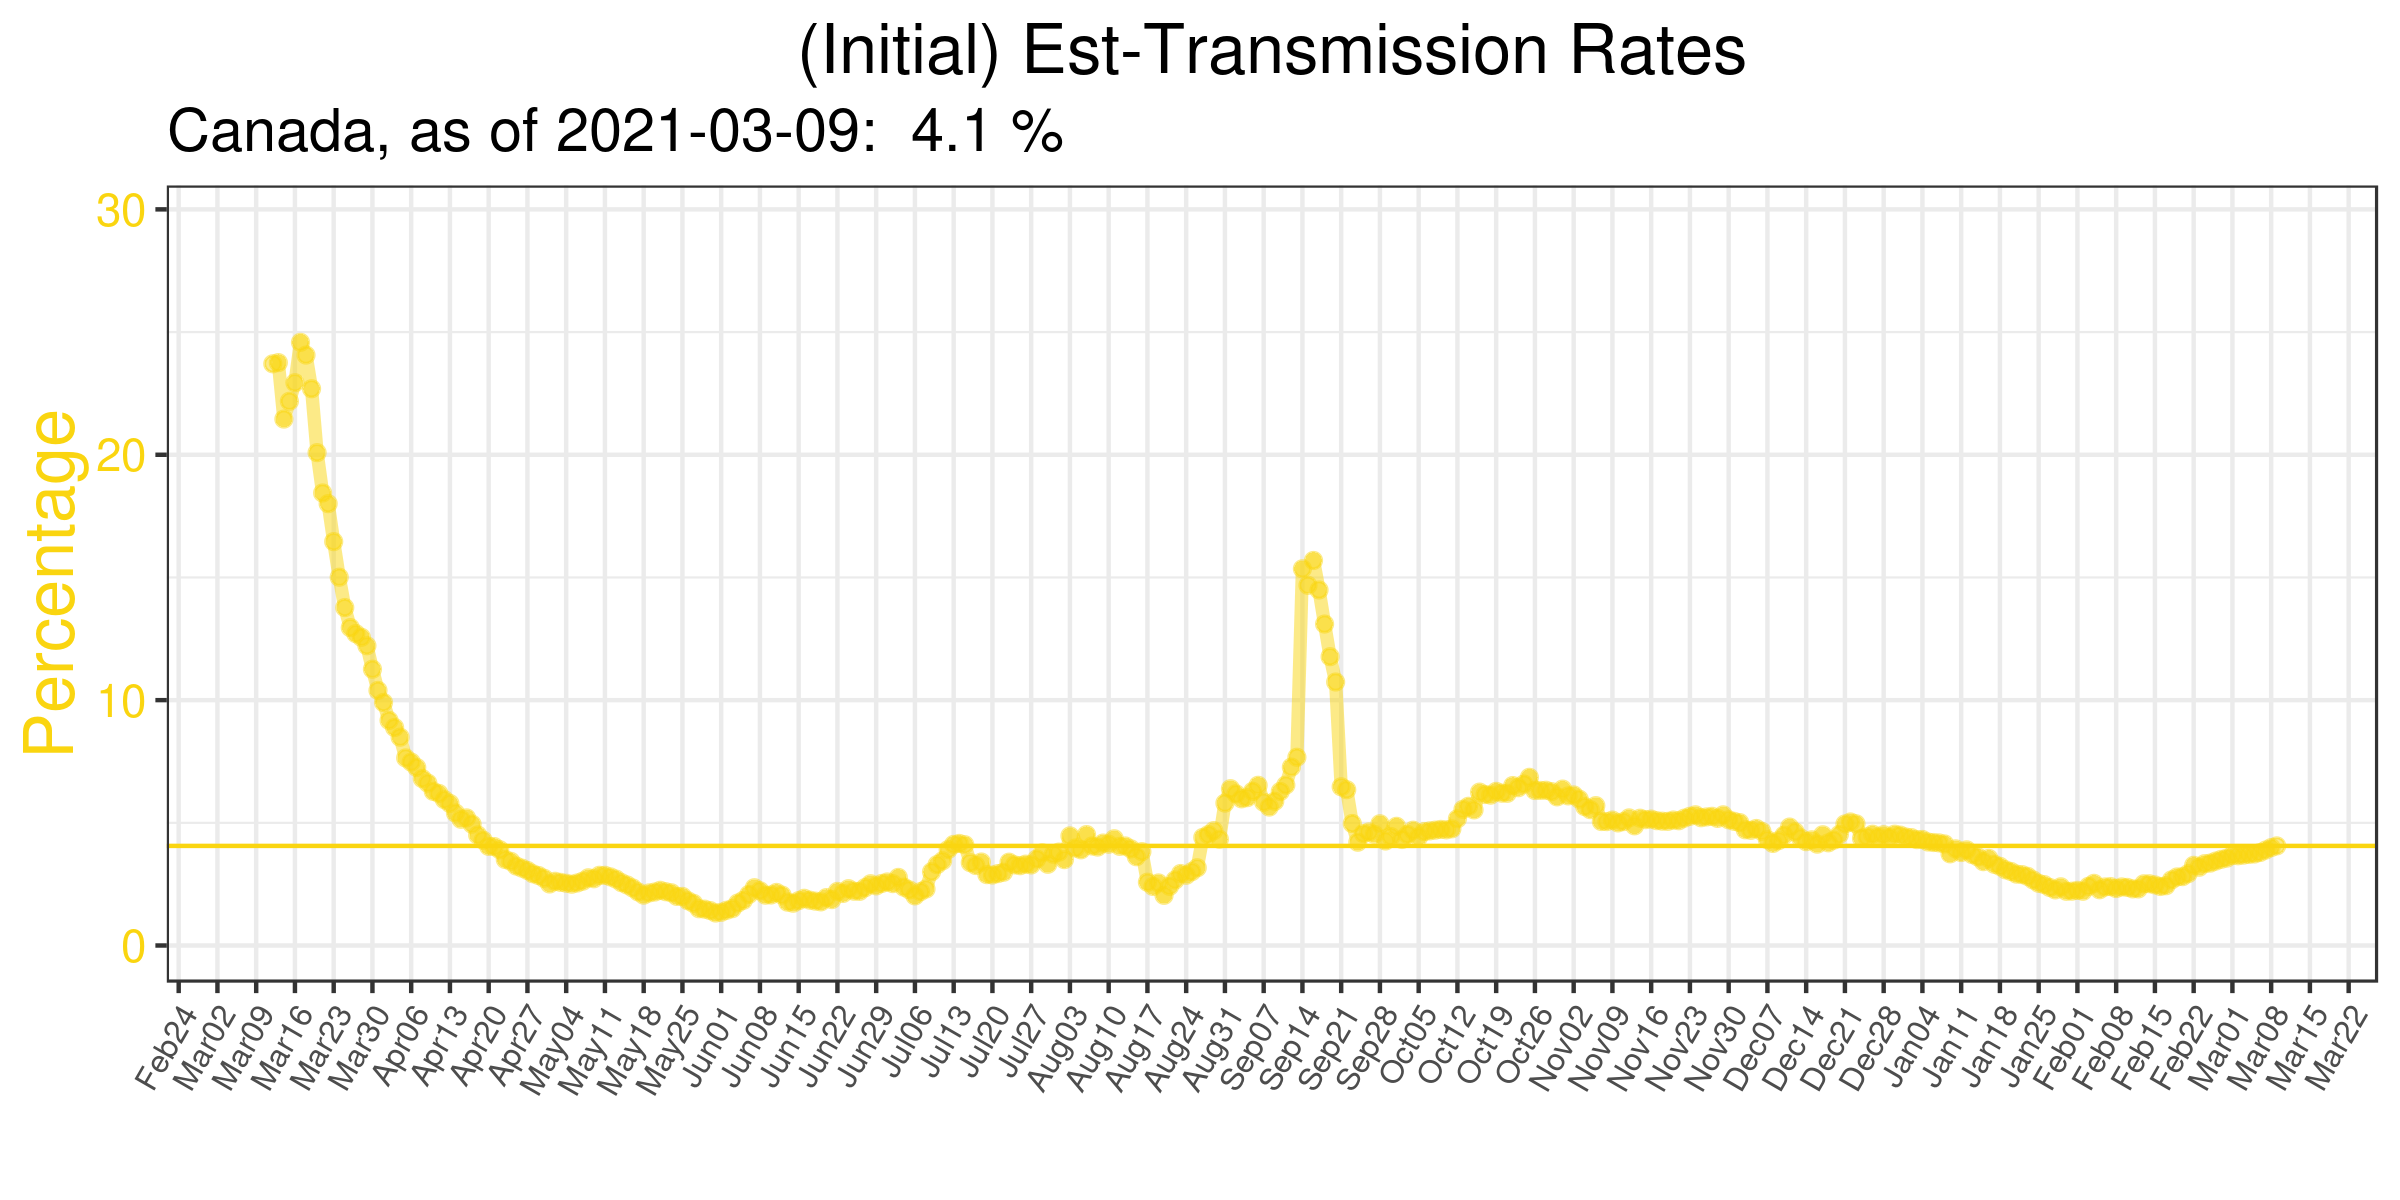 (Initial) Est-Transmission Rates
Canada, as of 2021-03-09:  4.1 %
Percentage
30
20
10
0
Feb24
Mar02
Mar09
Mar16
Mar23
Mar30
Apr06
Apr13
Apr20
Apr27
May04
May11
May18
May25
Jun01
Jun08
Jun15
Jun22
Jun29
Jul06
Jul13
Jul20
Jul27
Aug03
Aug10
Aug17
Aug24
Aug31
Sep07
Sep14
Sep21
Sep28
Oct05
Oct12
Oct19
Oct26
Nov02
Nov09
Nov16
Nov23
Nov30
Dec07
Dec14
Dec21
Dec28
Jan04
Jan11
Jan18
Jan25
Feb01
Feb08
Feb15
Feb22
Mar01
Mar08
Mar15
Mar22